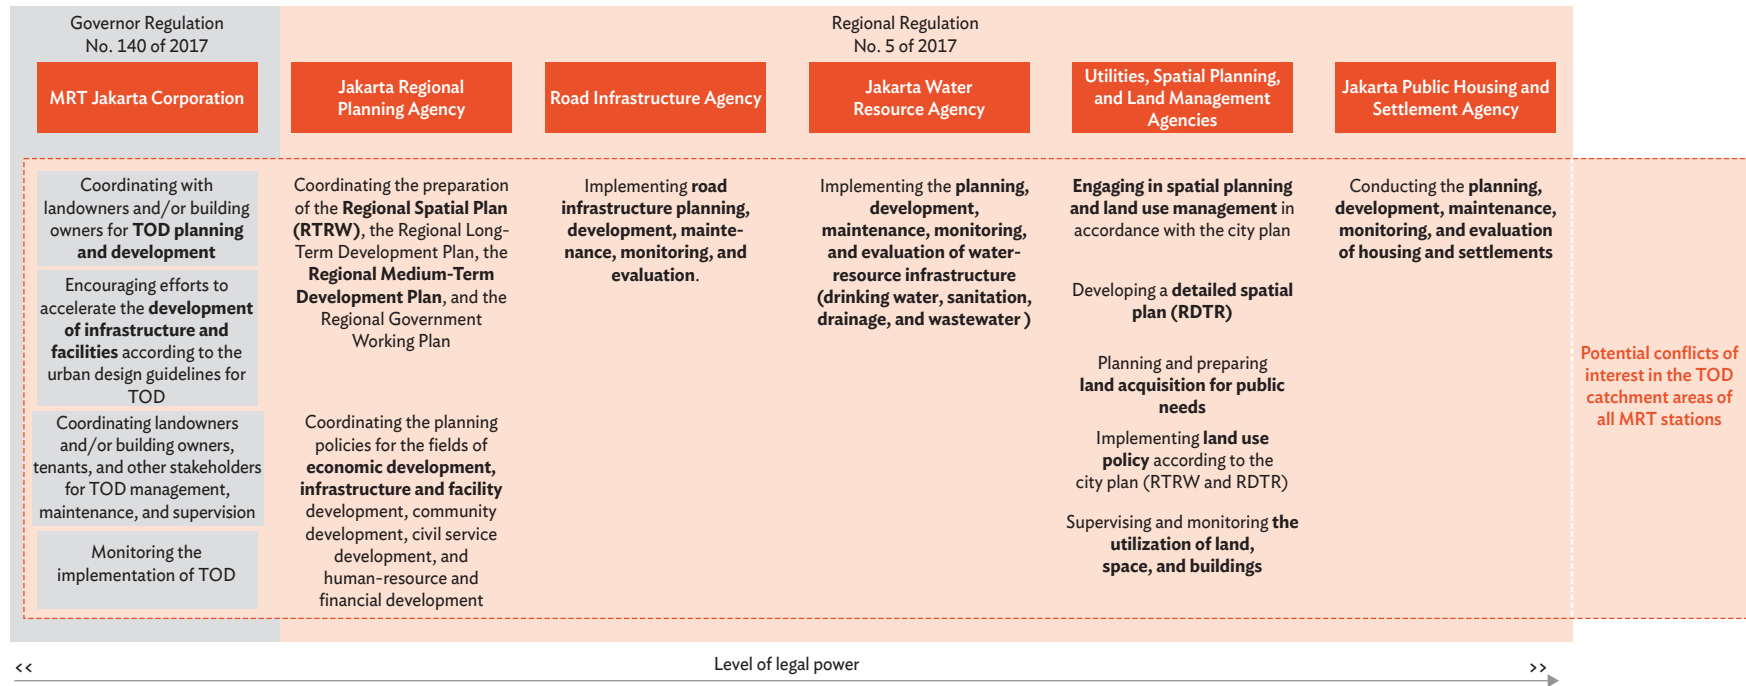 Governor Regulation
No. 140 of 2017
Regional Regulation
No. 5 of 2017
MRT Jakarta Corporation
Jakarta Regional
Planning Agency
Road Infrastructure Agency
Jakarta Water
Resource Agency
Utilities, Spatial Planning,
and Land Management
Agencies
Jakarta Public Housing and
Settlement Agency
Coordinating with
landowners and/or building
owners for TOD planning
and development
Encouraging efforts to
accelerate the development
of infrastructure and
facilities according to the
urban design guidelines for
TOD
Coordinating landowners
and/or building owners,
tenants, and other stakeholders
for TOD management,
maintenance, and supervision
Monitoring the
implementation of TOD
Coordinating the preparation
of the Regional Spatial Plan
(RTRW), the Regional Long-
Term Development Plan, the
Regional Medium-Term
Development Plan, and the
Regional Government
Working Plan
Coordinating the planning
policies for the fields of
economic development,
infrastructure and facility
development, community
development, civil service
development, and
human-resource and
financial development
Implementing road
infrastructure planning,
development, mainte-
nance, monitoring, and
evaluation.
Implementing the planning,
development,
maintenance, monitoring,
and evaluation of water-
resource infrastructure
(drinking water, sanitation,
drainage, and wastewater )
Engaging in spatial planning
and land use management in
accordance with the city plan
Developing a detailed spatial
plan (RDTR)
Planning and preparing
land acquisition for public
needs
Implementing land use
policy according to the
city plan (RTRW and RDTR)
Supervising and monitoring the
utilization of land,
space, and buildings
Conducting the planning,
development, maintenance,
monitoring, and evaluation
of housing and settlements
Potential conflicts of
interest in the TOD
catchment areas of
all MRT stations
<< Level of legal power >>